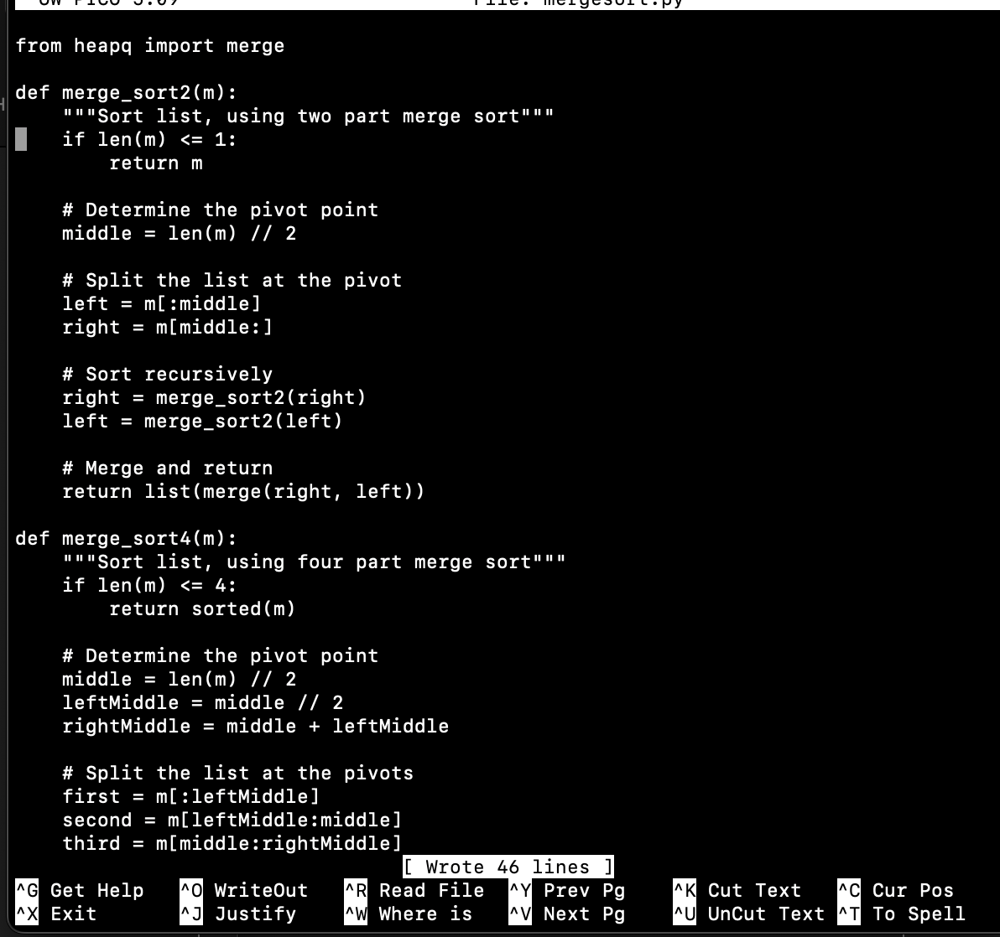 UW PICO 5.09 File: mergesort.py
from heapq import merge
def merge_sort2(m):
"""Sort list, using two part merge sort"""
if len(m) <= 1:
return m
# Determine the pivot point
middle = len(m) // 2
# Split the list at the pivot
left = m[:middle]
right = m[middle:]
# Sort recursively
right = merge_sort2(right)
left = merge_sort2(left)
# Merge and return
return list(merge(right, left))
def merge_sort4(m):
"""Sort list, using four part merge sort"""
if len(m) <= 4:
return sorted(m)
# Determine the pivot point
middle = len(m) // 2
leftMiddle = middle // 2
rightMiddle = middle + leftMiddle
# Split the list at the pivots
first = m[:leftMiddle]
second = m[leftMiddle:middle]
third = m[middle:rightMiddle]
[ Wrote 46 lines ]
^G Get Help ^O WriteOut ^R Read File ^Y Prev Pg ^K Cut Text ^C Cur Pos
^X Exit ^J Justify ^W Where is ^V Next Pg ^U UnCut Text ^T To Spell